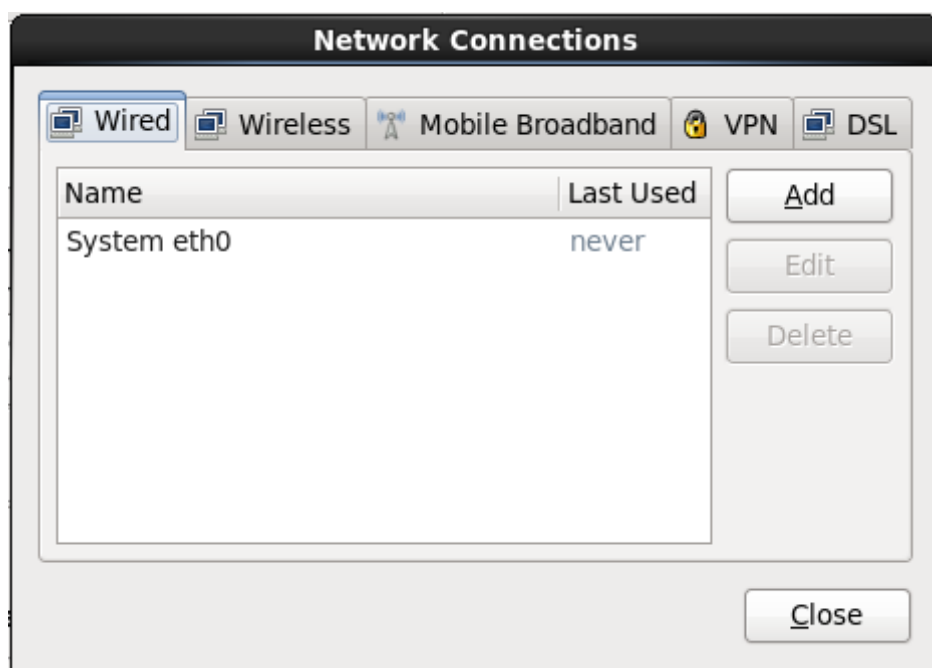 Network Connections
Wired Wireless Mobile Broadband VPN DSL
Name Last Used Add
System eth0 never
Edit
Delete
Close